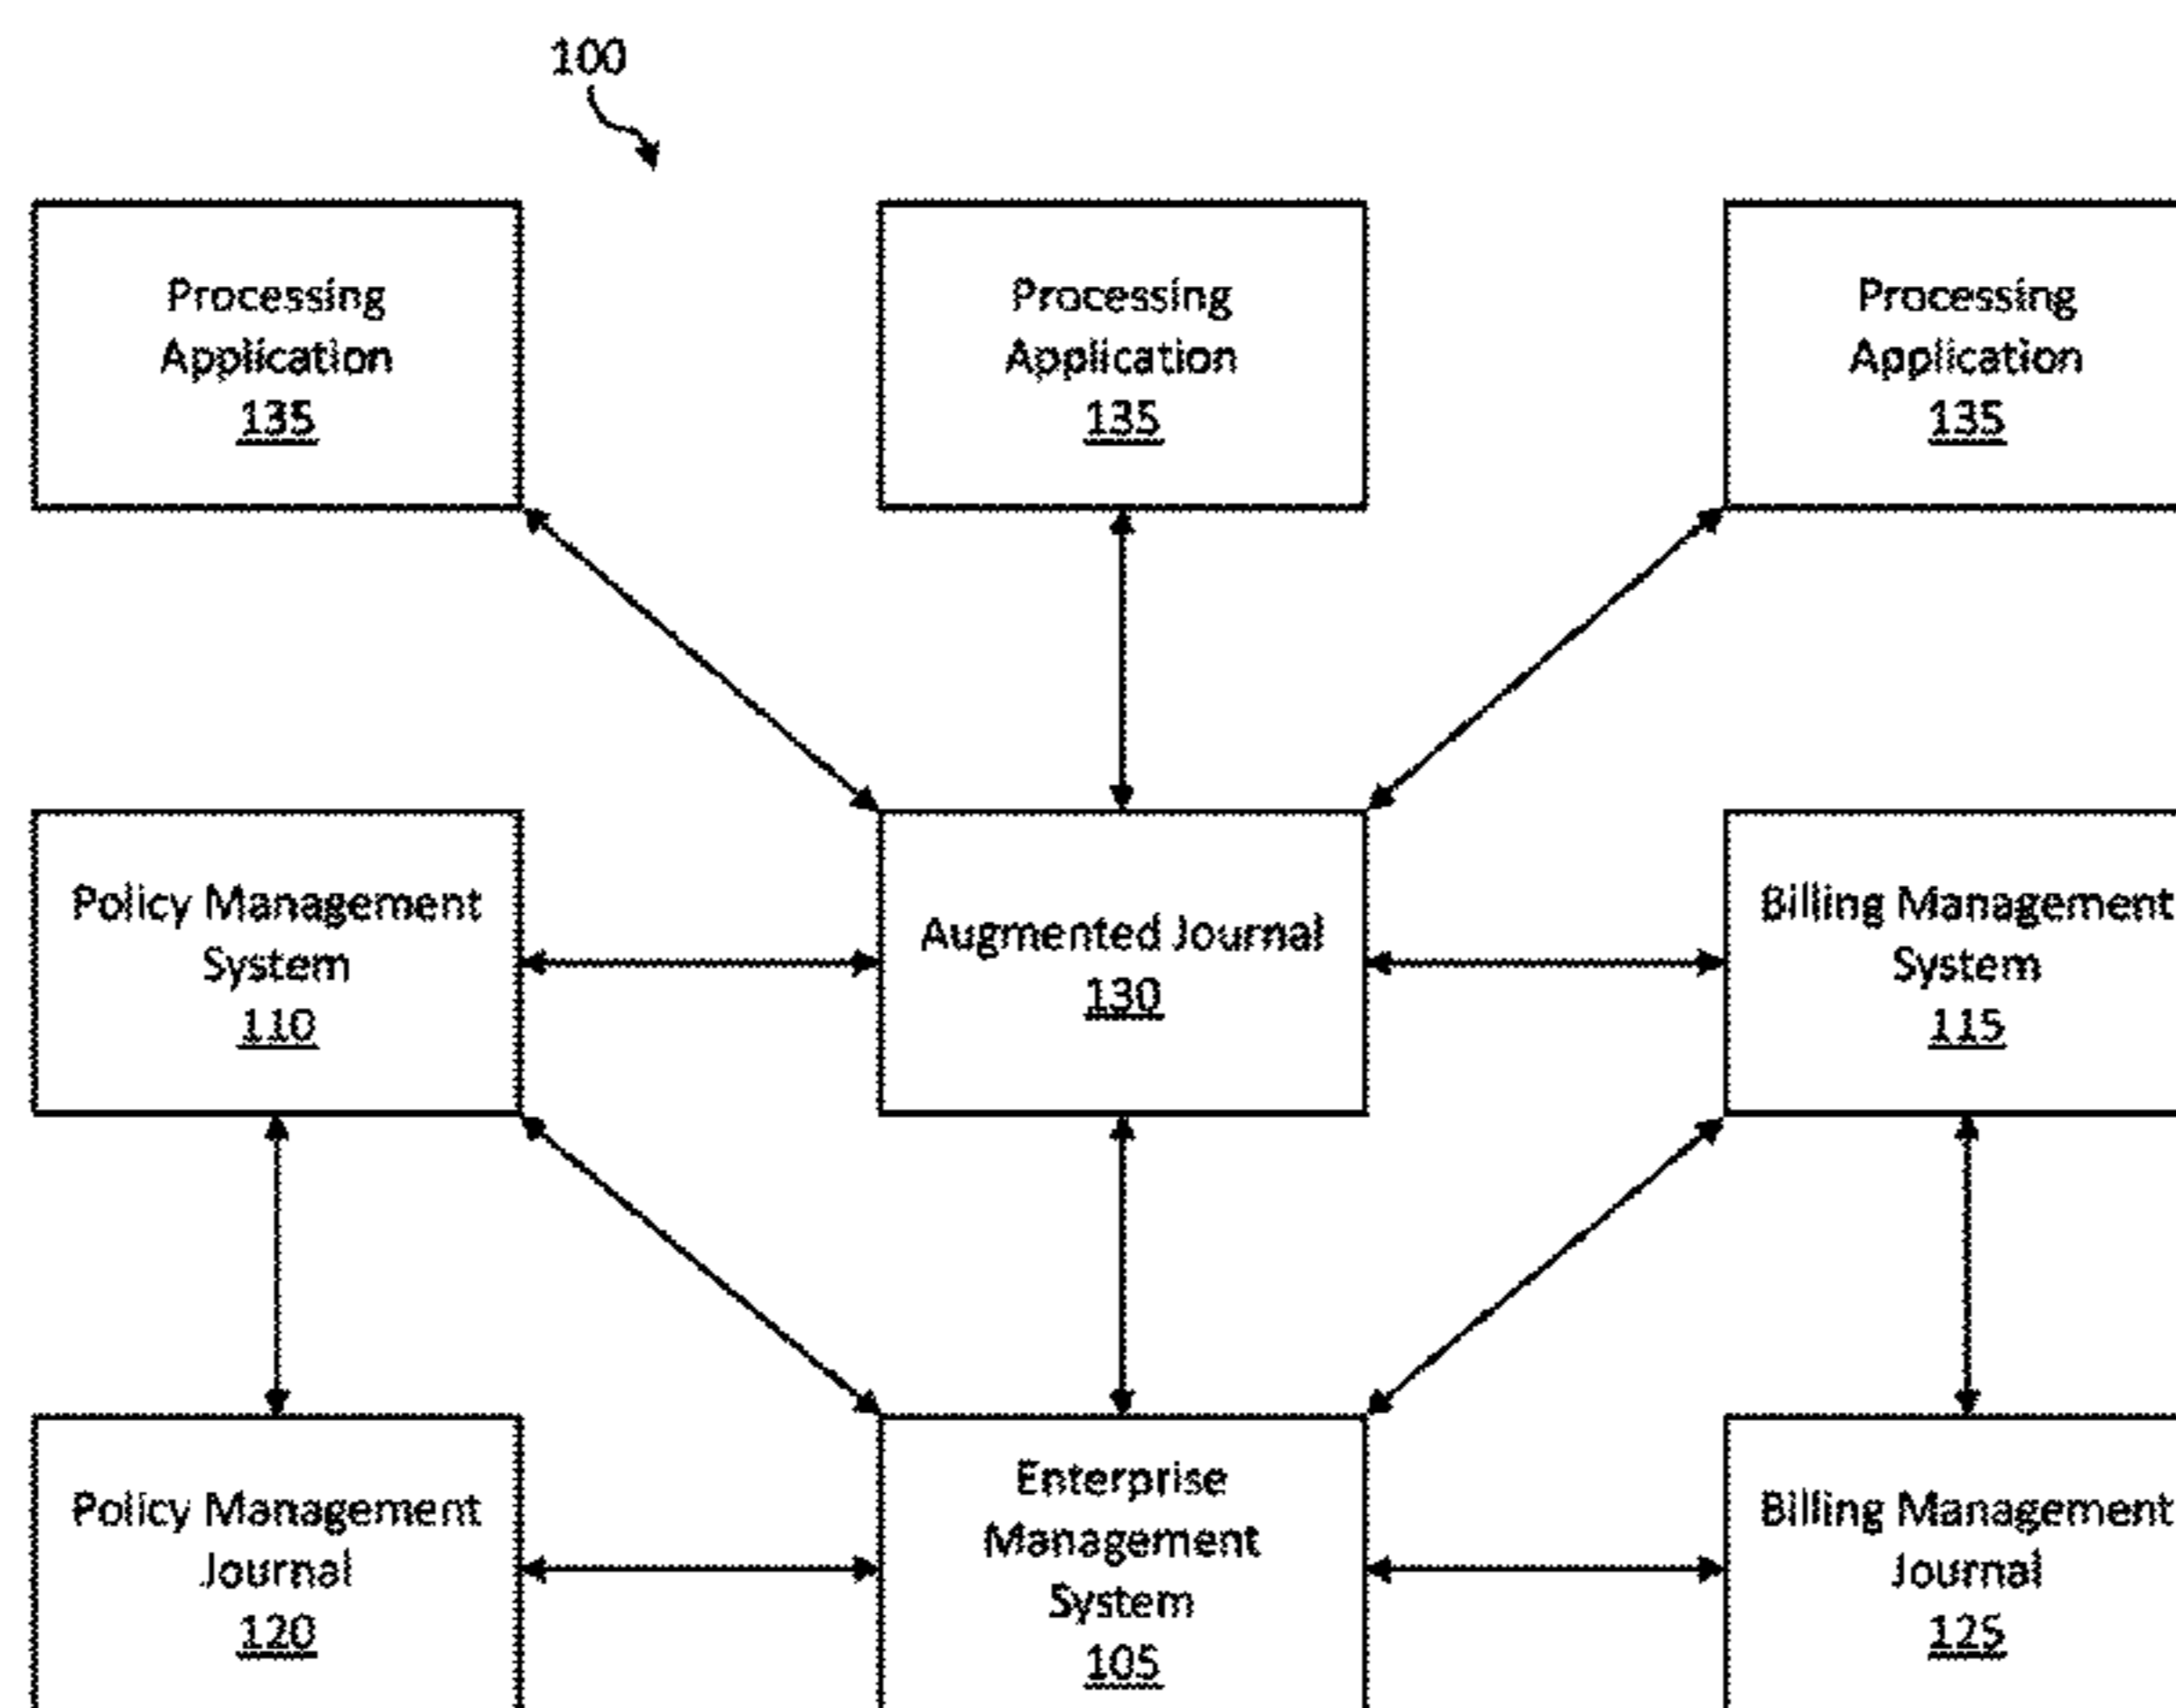 100
Processing
Application
135
Processing
Application
135
Processing
Application
135
Policy Management
System
110
Augmented Journal
130
Billing Management
System
115
Policy Management
Journal
120
Enterprise
Management
System
105
Billing Management
Journal
125